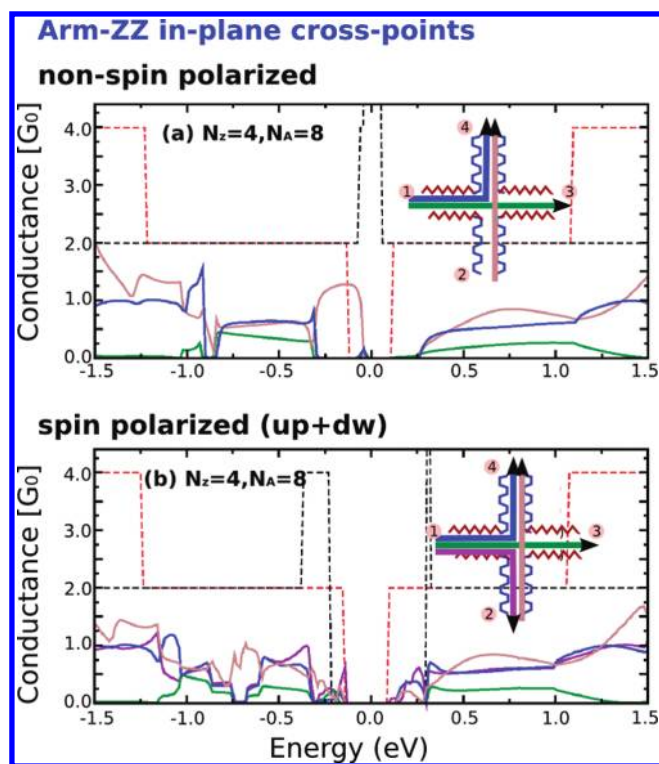 Arm-ZZ in-plane cross-points
non-spin polarized
Conductance [G₀]
4.0
3.0
2.0
1.0
0.0
(a) Nz=4,NA=8
4
1
3
2
-1.5 -1.0 -0.5 0.0 0.5 1.0 1.5
spin polarized (up+dw)
Conductance [G₀]
4.0
3.0
2.0
1.0
0.0
(b) Nz=4,NA=8
4
1
3
2
-1.5 -1.0 -0.5 0.0 0.5 1.0 1.5
Energy (eV)